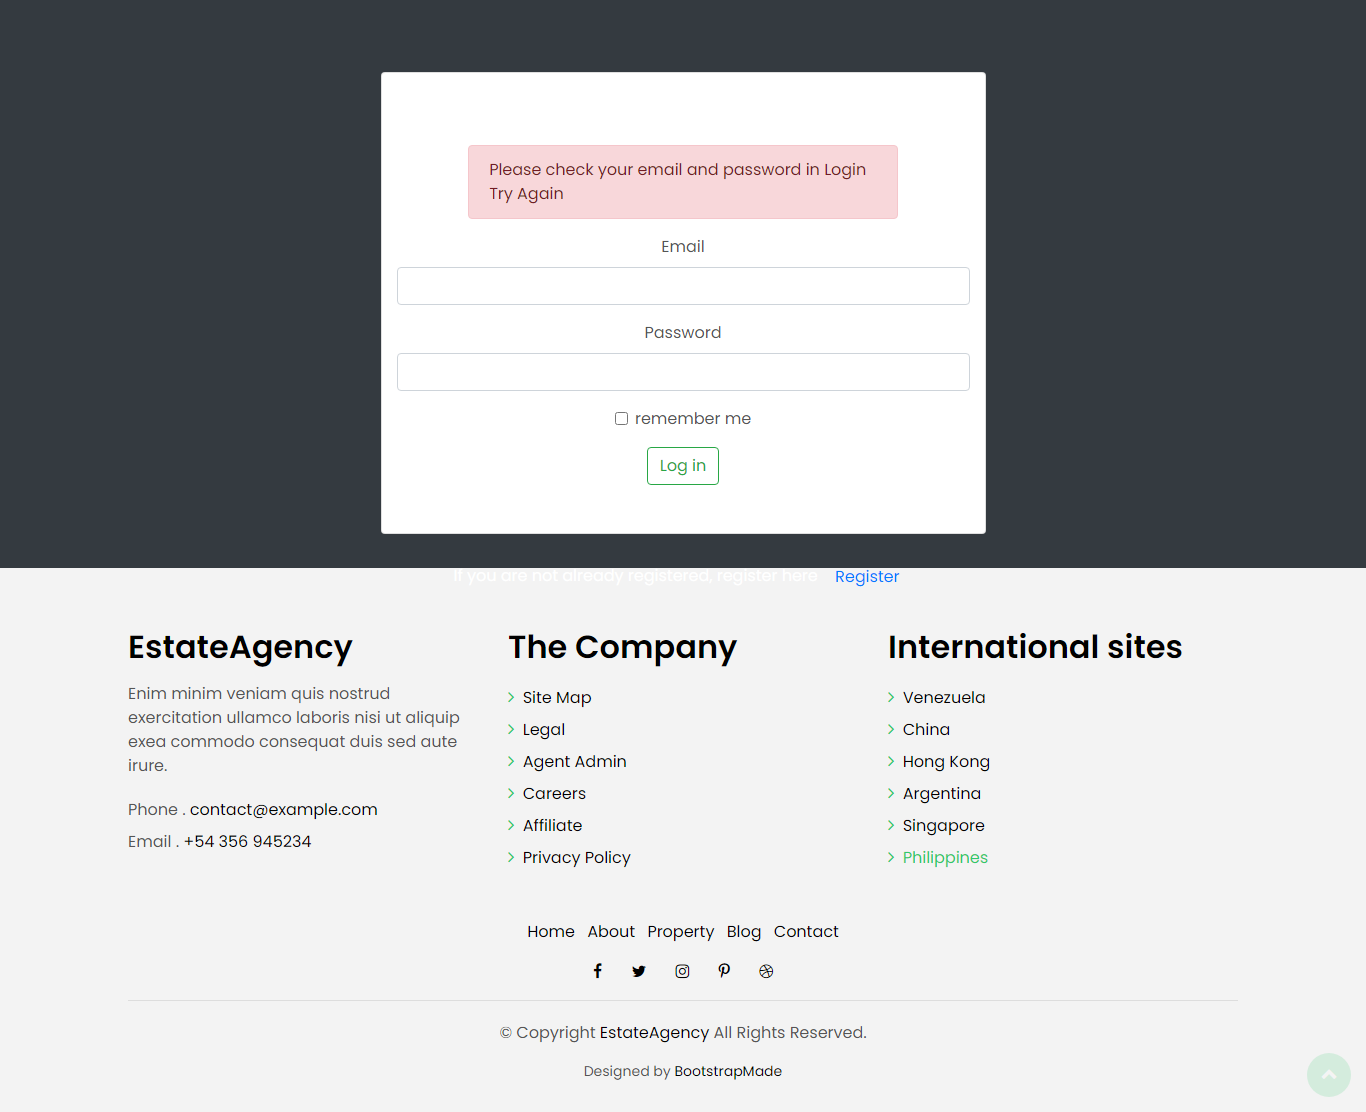 Please check your email and password in Login
Try Again
Email
Password
remember me
Log in
If you are not already registered, register here Register
EstateAgency
Enim minim veniam quis nostrud
exercitation ullamco laboris nisi ut aliquip
exea commodo consequat duis sed aute
irure.
Phone . contact@example.com
Email . +54 356 945234
The Company
Site Map
Legal
Agent Admin
Careers
Affiliate
Privacy Policy
International sites
Venezuela
China
Hong Kong
Argentina
Singapore
Philippines
Home About Property Blog Contact
© Copyright EstateAgency All Rights Reserved.
Designed by BootstrapMade